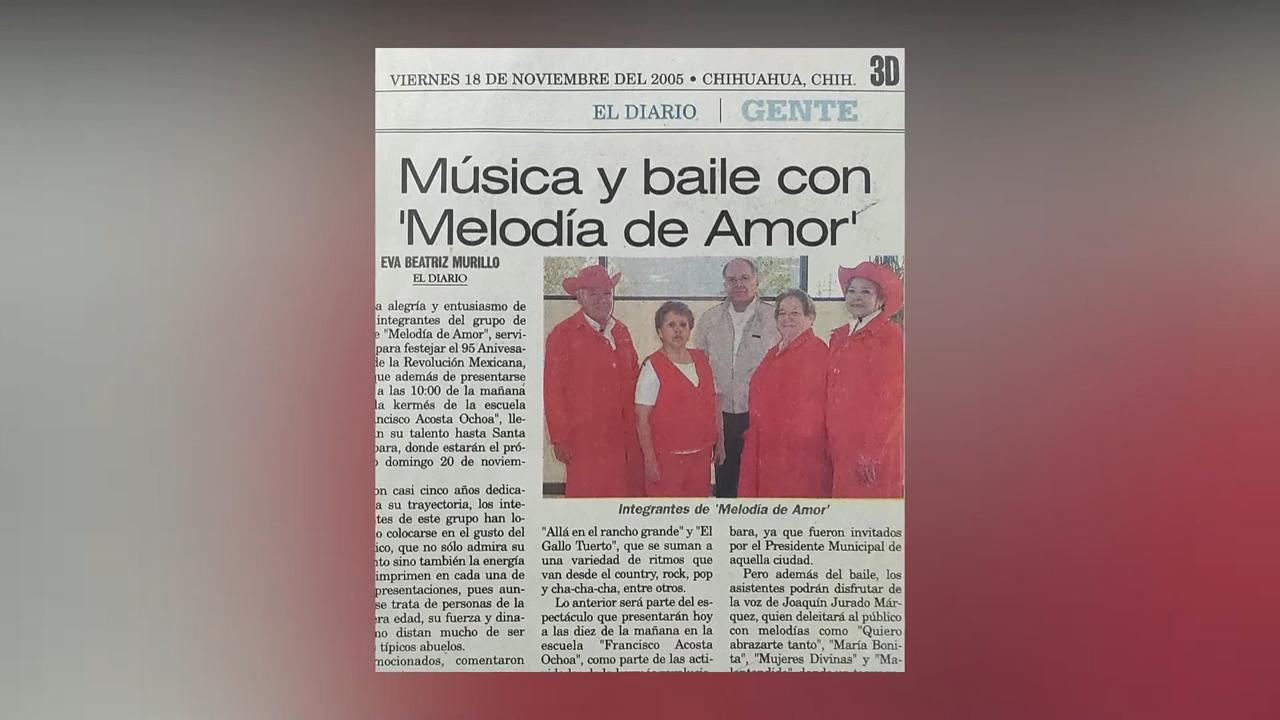 VIERNES 18 DE NOVIEMBRE DEL 2005 • CHIHUAHUA, CHIH. 3D
EL DIARIO | GENTE
Música y baile con
'Melodía de Amor'
EVA BEATRIZ MURILLO
EL DIARIO
a alegría y entusiasmo de
integrantes del grupo de
"Melodía de Amor", servi-
para festejar el 95 Anivesa-
de la Revolución Mexicana,
ue además de presentarse
a las 10:00 de la mañana
la kermés de la escuela
ncisco Acosta Ochoa", lle-
n su talento hasta Santa
bara, donde estarán el pró-
domingo 20 de noviem-
on casi cinco años dedica-
a su trayectoria, los inte-
tes de este grupo han lo-
o colocarse en el gusto del
ico, que no sólo admira su
to sino también la energía
imprimen en cada una de
presentaciones, pues aun-
se trata de personas de la
ra edad, su fuerza y dina-
no distan mucho de ser
típicos abuelos.
mocionados, comentaron
Integrantes de 'Melodía de Amor'
"Allá en el rancho grande" y "El
Gallo Tuerto", que se suman a
una variedad de ritmos que
van desde el country, rock, pop
y cha-cha-cha, entre otros.
Lo anterior será parte del es-
pectáculo que presentarán hoy
a las diez de la mañana en la
escuela "Francisco Acosta
Ochoa", como parte de las acti-
bara, ya que fueron invitados
por el Presidente Municipal de
aquella ciudad.
Pero además del baile, los
asistentes podrán disfrutar de
la voz de Joaquín Jurado Már-
quez, quien deleitará al público
con melodías como "Quiero
abrazarte tanto", "María Boni-
ta", "Mujeres Divinas" y "Ma-